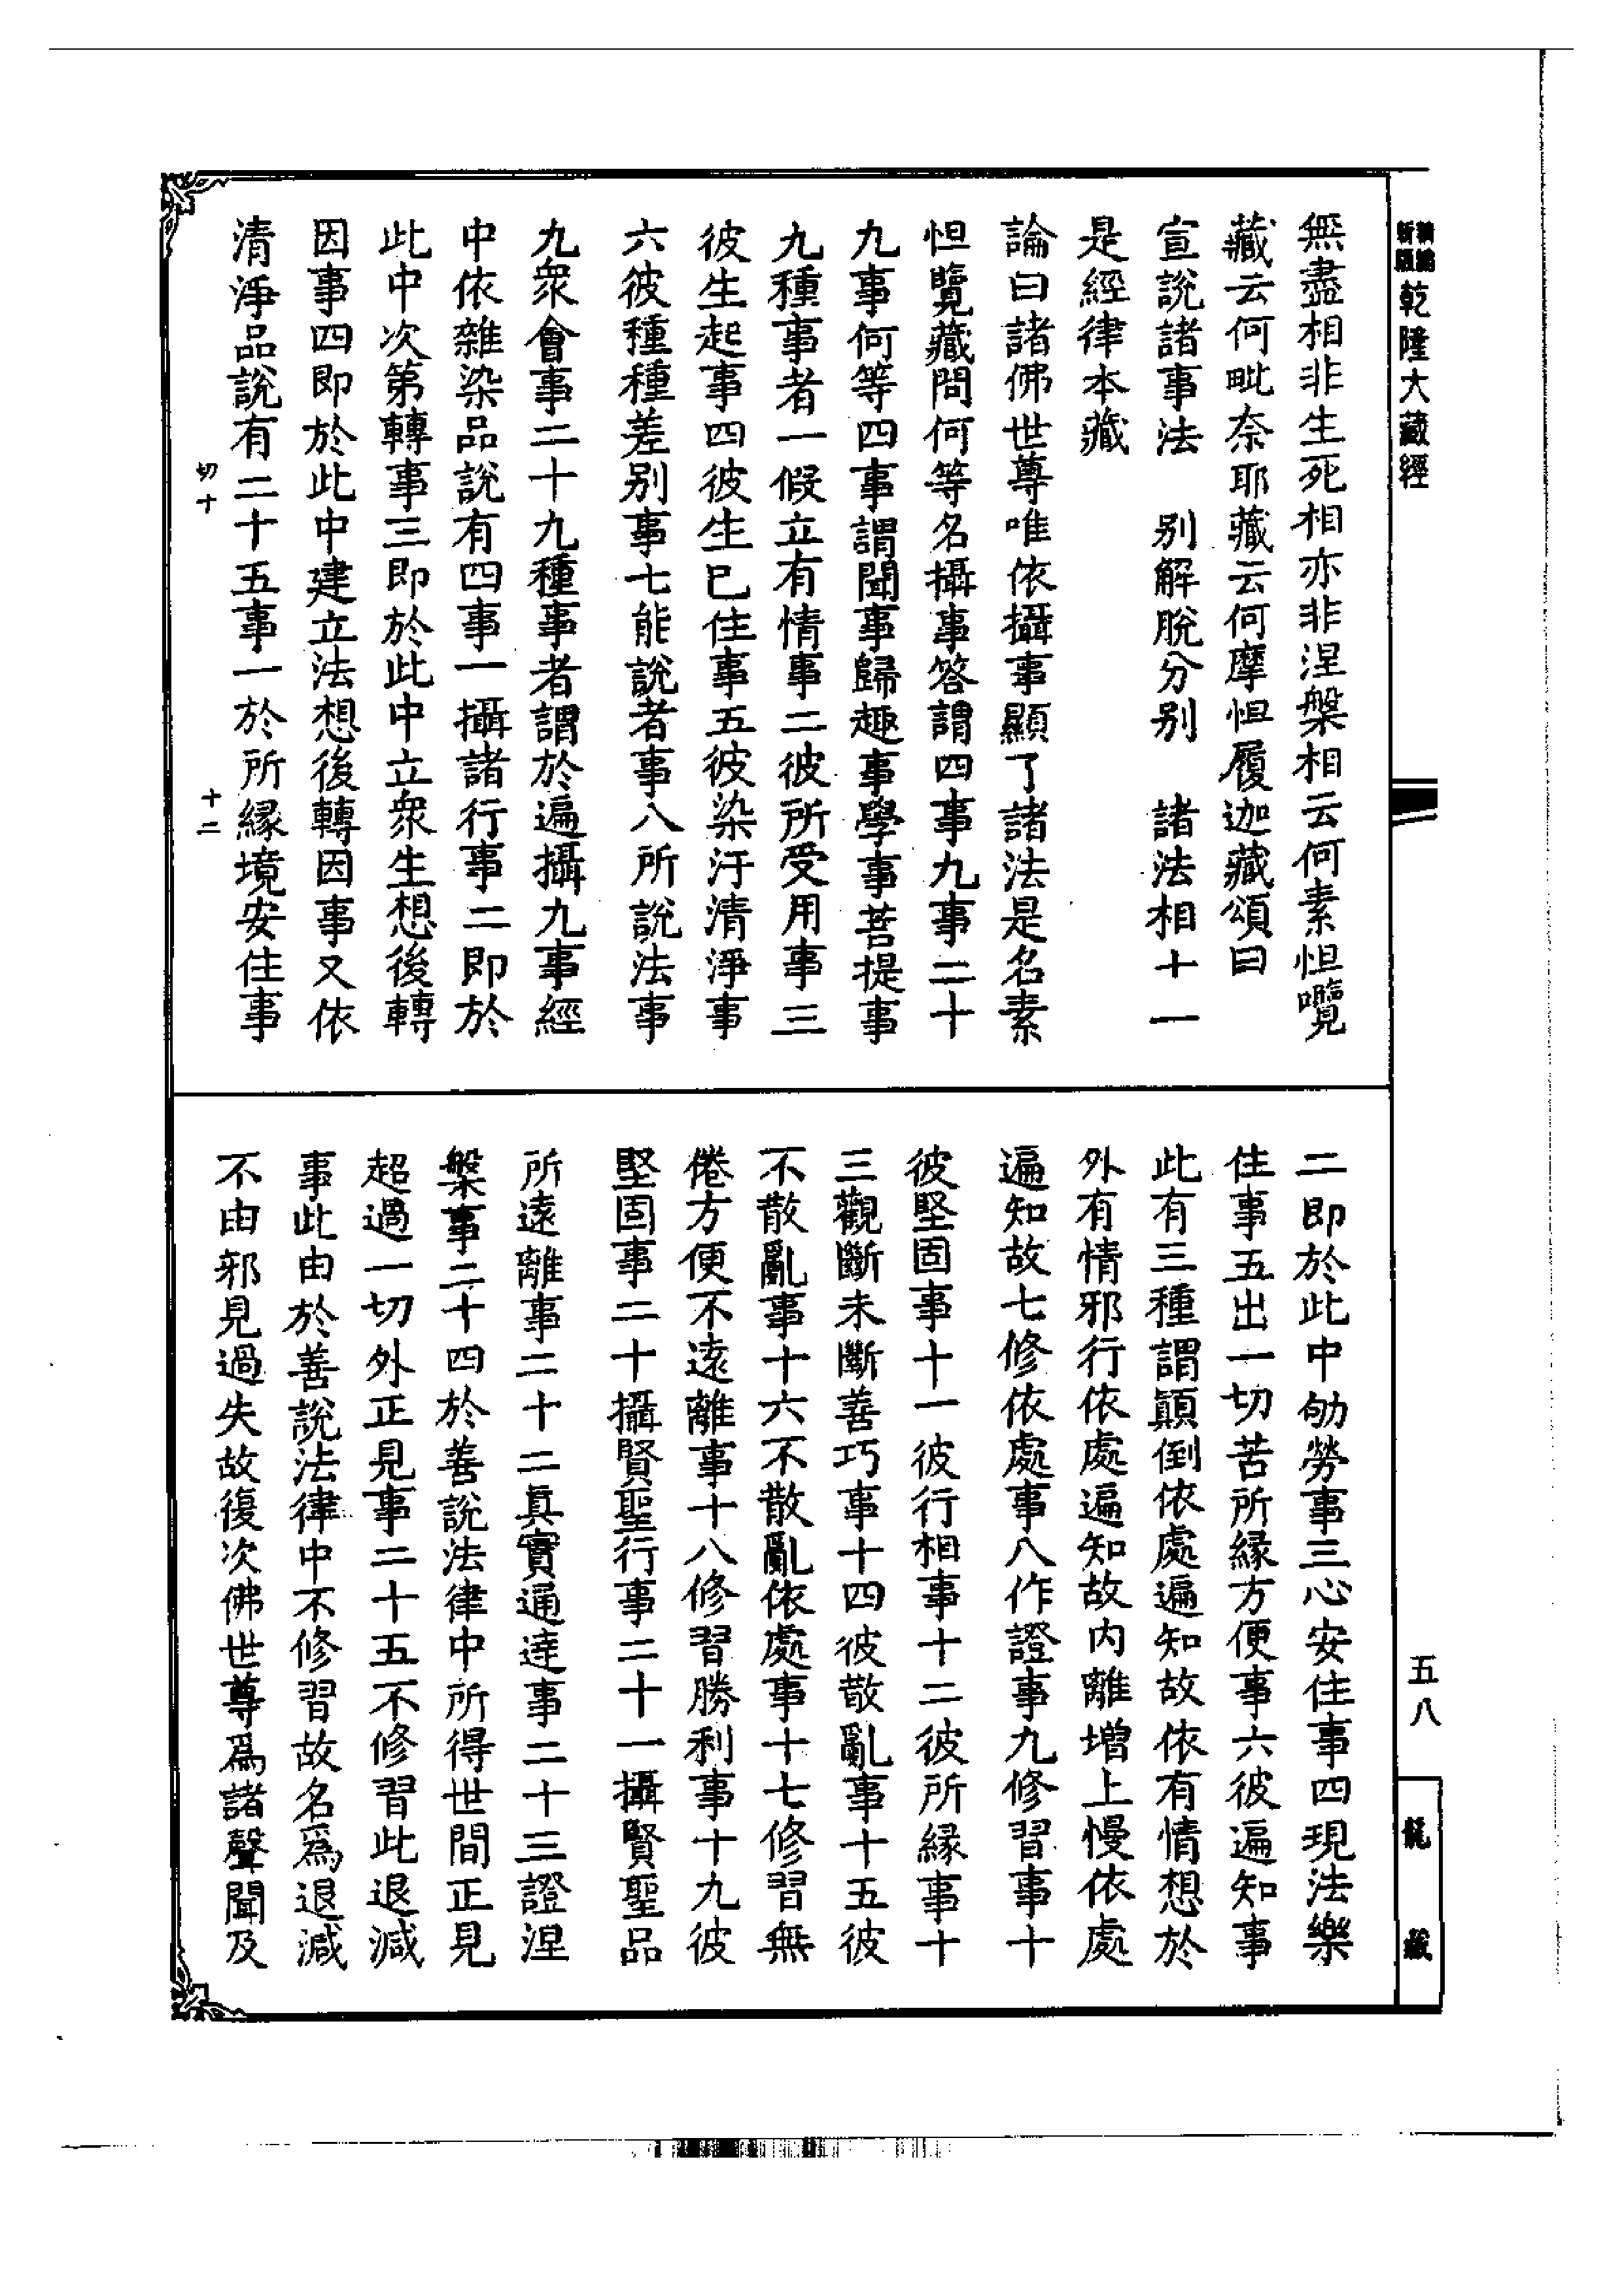 精編新版乾隆大藏經
無盡相非生死相亦非涅槃相云何素怛囕
藏云何毗奈耶藏云何摩怛履迦藏頌曰
宣說諸事法　別解脫分別　諸法相十一
是經律本藏
論曰諸佛世尊唯依攝事顯了諸法是名素
怛覽藏問何等名攝事答謂四事九事二十
九事何等四事謂聞事歸趣事學事菩提事
九種事者一假立有情事二彼所受用事三
彼生起事四彼生已住事五彼染汙清淨事
六彼種種差别事七能說者事八所說法事
九衆會事二十九種事者謂於遍攝九事經
中依雜染品說有四事一攝諸行事二即於
此中次第轉事三即於此中立衆生想後轉
因事四即於此中建立法想後轉因事又依
清淨品說有二十五事一於所緣境安住事
切十
十二
二即於此中劬勞事三心安住事四現法樂
住事五出一切苦所緣方便事六彼遍知事
此有三種謂顚倒依處遍知故依有情想於
外有情邪行依處遍知故内離增上慢依處
遍知故七修依處事八作證事九修習事十
彼堅固事十一彼行相事十二彼所緣事十
三觀斷未斷善巧事十四彼散亂事十五彼
不散亂事十六不散亂依處事十七修習無
倦方便不遠離事十八修習勝利事十九彼
堅固事二十攝賢聖行事二十一攝賢聖品
所遠離事二十二真實通達事二十三證涅
槃事二十四於善說法律中所得世間正見
超過一切外正見事二十五不修習此退減
事此由於善說法律中不修習故名爲退減
不由邪見過失故復次佛世尊爲諸聲聞及
五八
龍藏